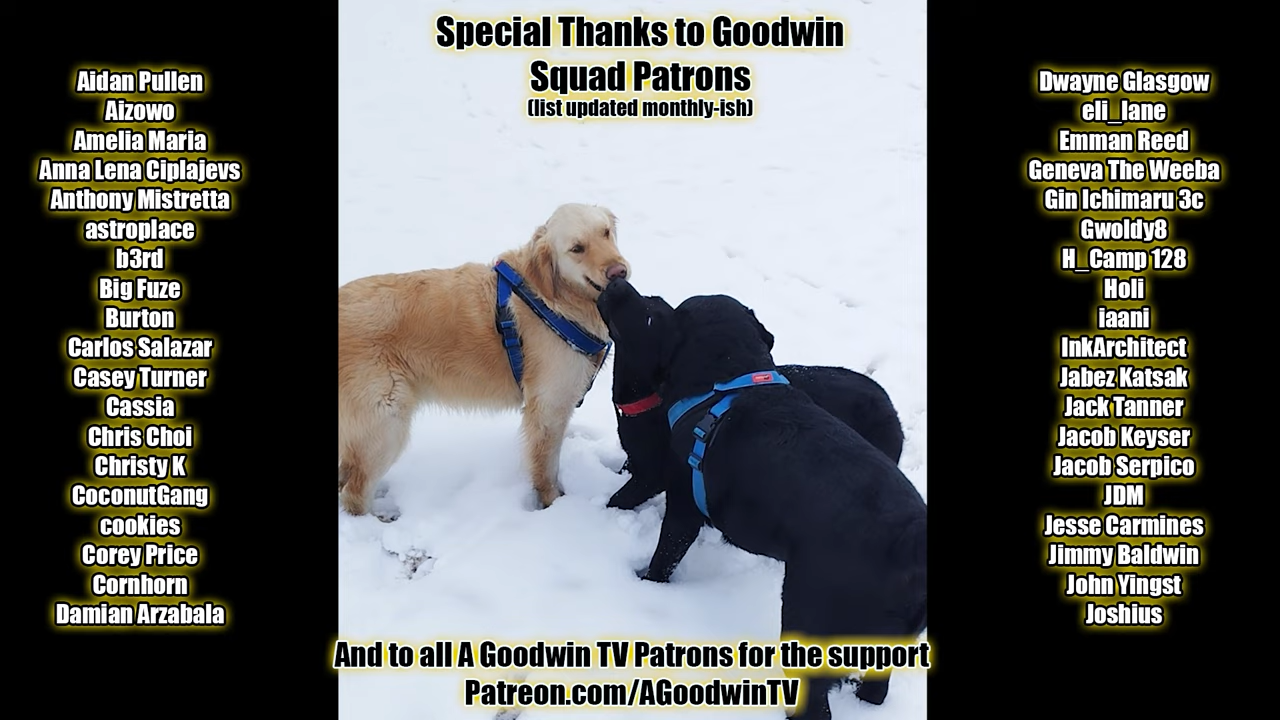 Special Thanks to Goodwin
Squad Patrons
(list updated monthly-ish)
Aidan Pullen
Aizowo
Amelia Maria
Anna Lena Ciplajevs
Anthony Mistretta
astroplace
b3rd
Big Fuze
Burton
Carlos Salazar
Casey Turner
Cassia
Chris Choi
Christy K
CoconutGang
cookies
Corey Price
Cornhorn
Damian Arzabala
Dwayne Glasgow
eli_lane
Emman Reed
Geneva The Weeba
Gin Ichimaru 3c
Gwoldy8
H_Camp 128
Holi
iaani
InkArchitect
Jabez Katsak
Jack Tanner
Jacob Keyser
Jacob Serpico
JDM
Jesse Carmines
Jimmy Baldwin
John Yingst
Joshius
And to all A Goodwin TV Patrons for the support
Patreon.com/AGoodwinTV